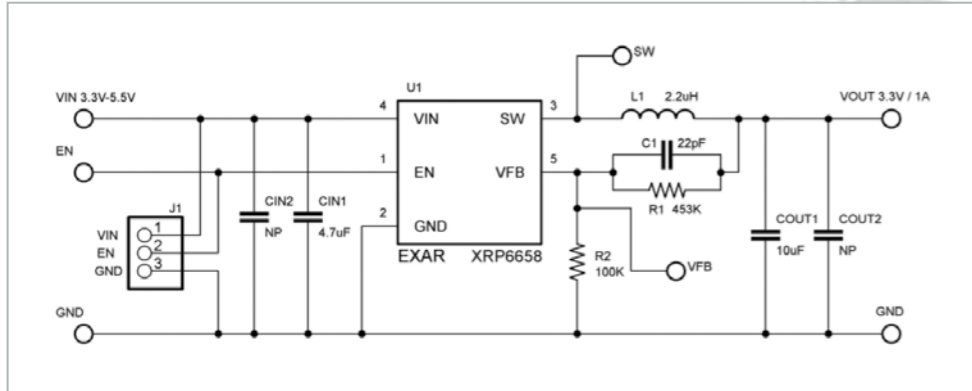 SW
U1
VIN 3.3V-5.5V
4
VIN
SW
3
L1 2.2uH
VOUT 3.3V / 1A
EN
1
EN
VFB
5
C1 22pF
R1 453K
J1
VIN 1
EN 2
GND 3
CIN2
NP
CIN1
4.7uF
2
GND
EXAR XRP6658
R2
100K
VFB
COUT1
10uF
COUT2
NP
GND
GND